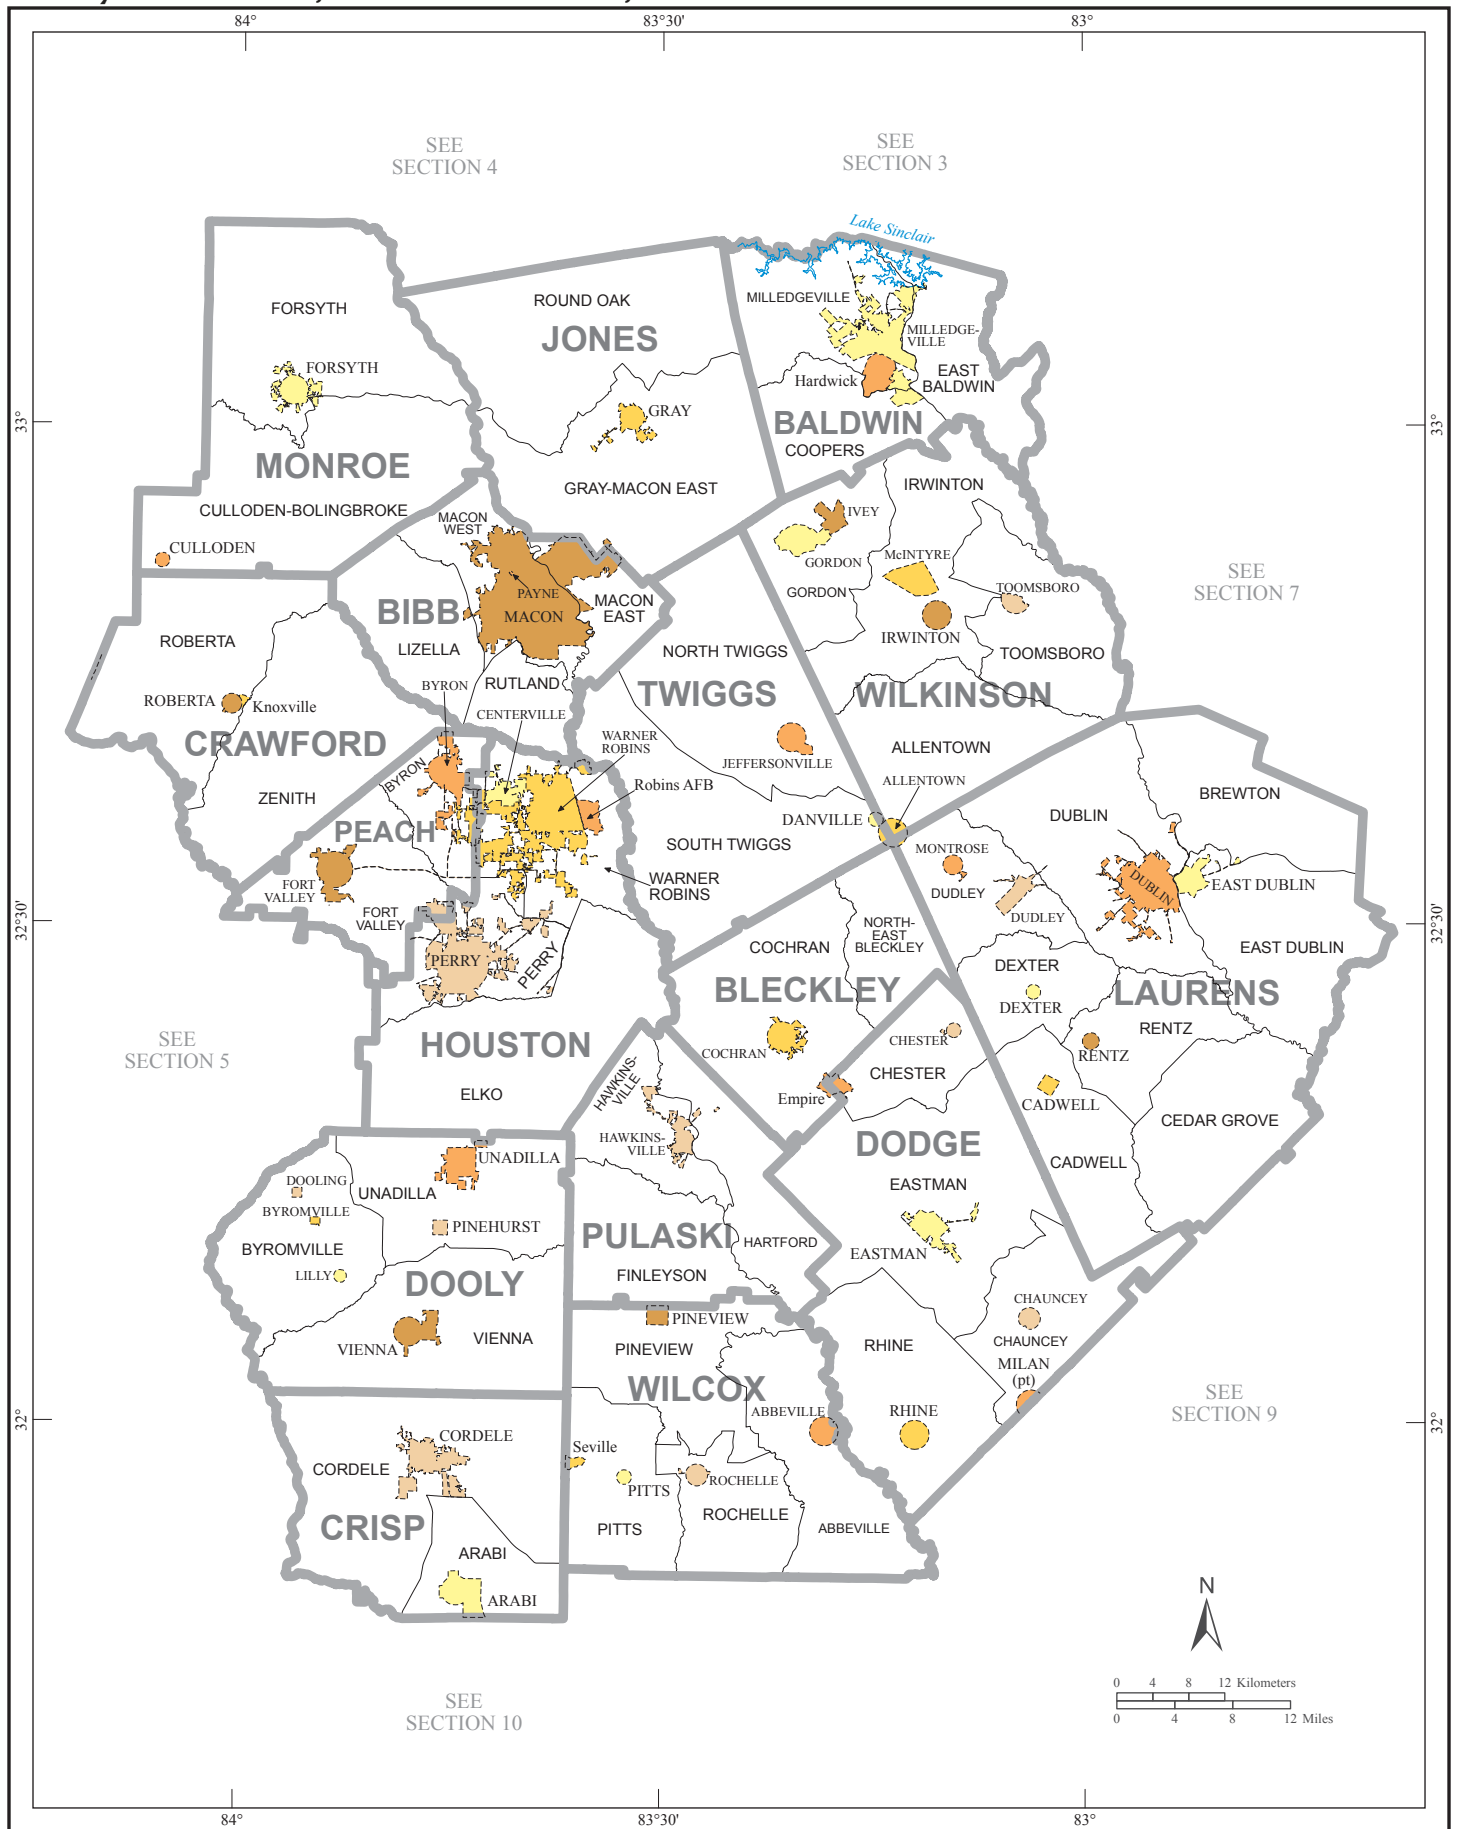 84°
83°30'
83°
SEE
SECTION 4
SEE
SECTION 3
Lake Sinclair
FORSYTH
ROUND OAK
JONES
MILLEDGEVILLE
MILLEDGE-
VILLE
FORSYTH
Hardwick
EAST
BALDWIN
GRAY
BALDWIN
33°
33°
COOPERS
MONROE
GRAY-MACON EAST
IRWINTON
CULLODEN-BOLINGBROKE
MACON
WEST
IVEY
CULLODEN
GORDON
McINTYRE
SEE
SECTION 7
TOOMSBORO
GORDON
PAYNE
MACON
MACON
EAST
BIBB
IRWINTON
ROBERTA
LIZELLA
NORTH TWIGGS
TOOMSBORO
RUTLAND
BYRON
TWIGGS
WILKINSON
ROBERTA
Knoxville
CENTERVILLE
CRAWFORD
WARNER
ROBINS
ALLENTOWN
JEFFERSONVILLE
BYRON
Robins AFB
ALLENTOWN
ZENITH
BREWTON
PEACH
DANVILLE
DUBLIN
SOUTH TWIGGS
MONTROSE
WARNER
ROBINS
DUDLEY
DUBLIN
EAST DUBLIN
FORT
VALLEY
FORT
VALLEY
DUDLEY
32°30'
32°30'
NORTH-
EAST
BLECKLEY
COCHRAN
EAST DUBLIN
PERRY
PERRY
DEXTER
BLECKLEY
LAURENS
DEXTER
RENTZ
SEE
SECTION 5
HOUSTON
CHESTER
COCHRAN
RENTZ
CHESTER
HAWKINS-
VILLE
ELKO
Empire
CADWELL
CEDAR GROVE
HAWKINS-
VILLE
DODGE
UNADILLA
CADWELL
DOOLING
UNADILLA
EASTMAN
BYROMVILLE
PINEHURST
PULASKI
HARTFORD
BYROMVILLE
EASTMAN
LILLY
FINLEYSON
DOOLY
CHAUNCEY
PINEVIEW
VIENNA
VIENNA
PINEVIEW
RHINE
CHAUNCEY
MILAN
(pt)
WILCOX
SEE
SECTION 9
ABBEVILLE
RHINE
32°
32°
CORDELE
Seville
CORDELE
PITTS
ROCHELLE
CRISP
PITTS
ROCHELLE
ABBEVILLE
ARABI
ARABI
N
0 4 8 12 Kilometers
0 4 8 12 Miles
SEE
SECTION 10
84°
83°30'
83°